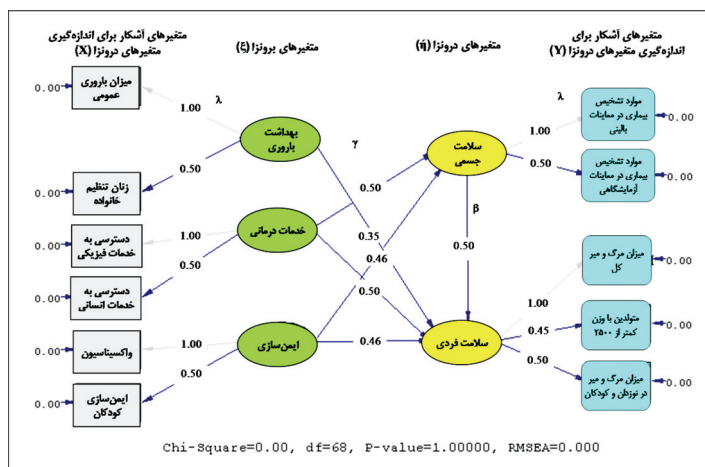 متغیرهای آشکار برای اندازه‌گیری
متغیرهای درونزا (X)
متغیرهای برونزا (ξ)
متغیرهای درونزا (ή)
متغیرهای آشکار برای
اندازه‌گیری متغیرهای درونزا (Y)
0.00
میزان باروری
عمومی
1.00
λ
0.50
زنان تنظیم
خانواده
0.00
دسترسی به
خدمات فیزیکی
0.00
1.00
0.50
دسترسی به
خدمات انسانی
0.00
واکسیناسیون
0.00
1.00
0.50
ایمن‌سازی
کودکان
0.00
بهداشت
باروری
خدمات درمانی
ایمن‌سازی
γ
0.50
0.35
0.46
0.50
0.46
سلامت
جسمی
β
0.50
سلامت فردی
λ
1.00
0.50
1.00
0.45
0.50
موارد تشخیص
بیماری در معاینات
بالینی
0.00
موارد تشخیص
بیماری در معاینات
آزمایشگاهی
0.00
میزان مرگ و میر
کل
0.00
متولدین با وزن
کمتر از ۲۵۰۰
0.00
میزان مرگ و میر
در نوزدان و کودکان
0.00
Chi-Square=0.00, df=68, P-value=1.00000, RMSEA=0.000